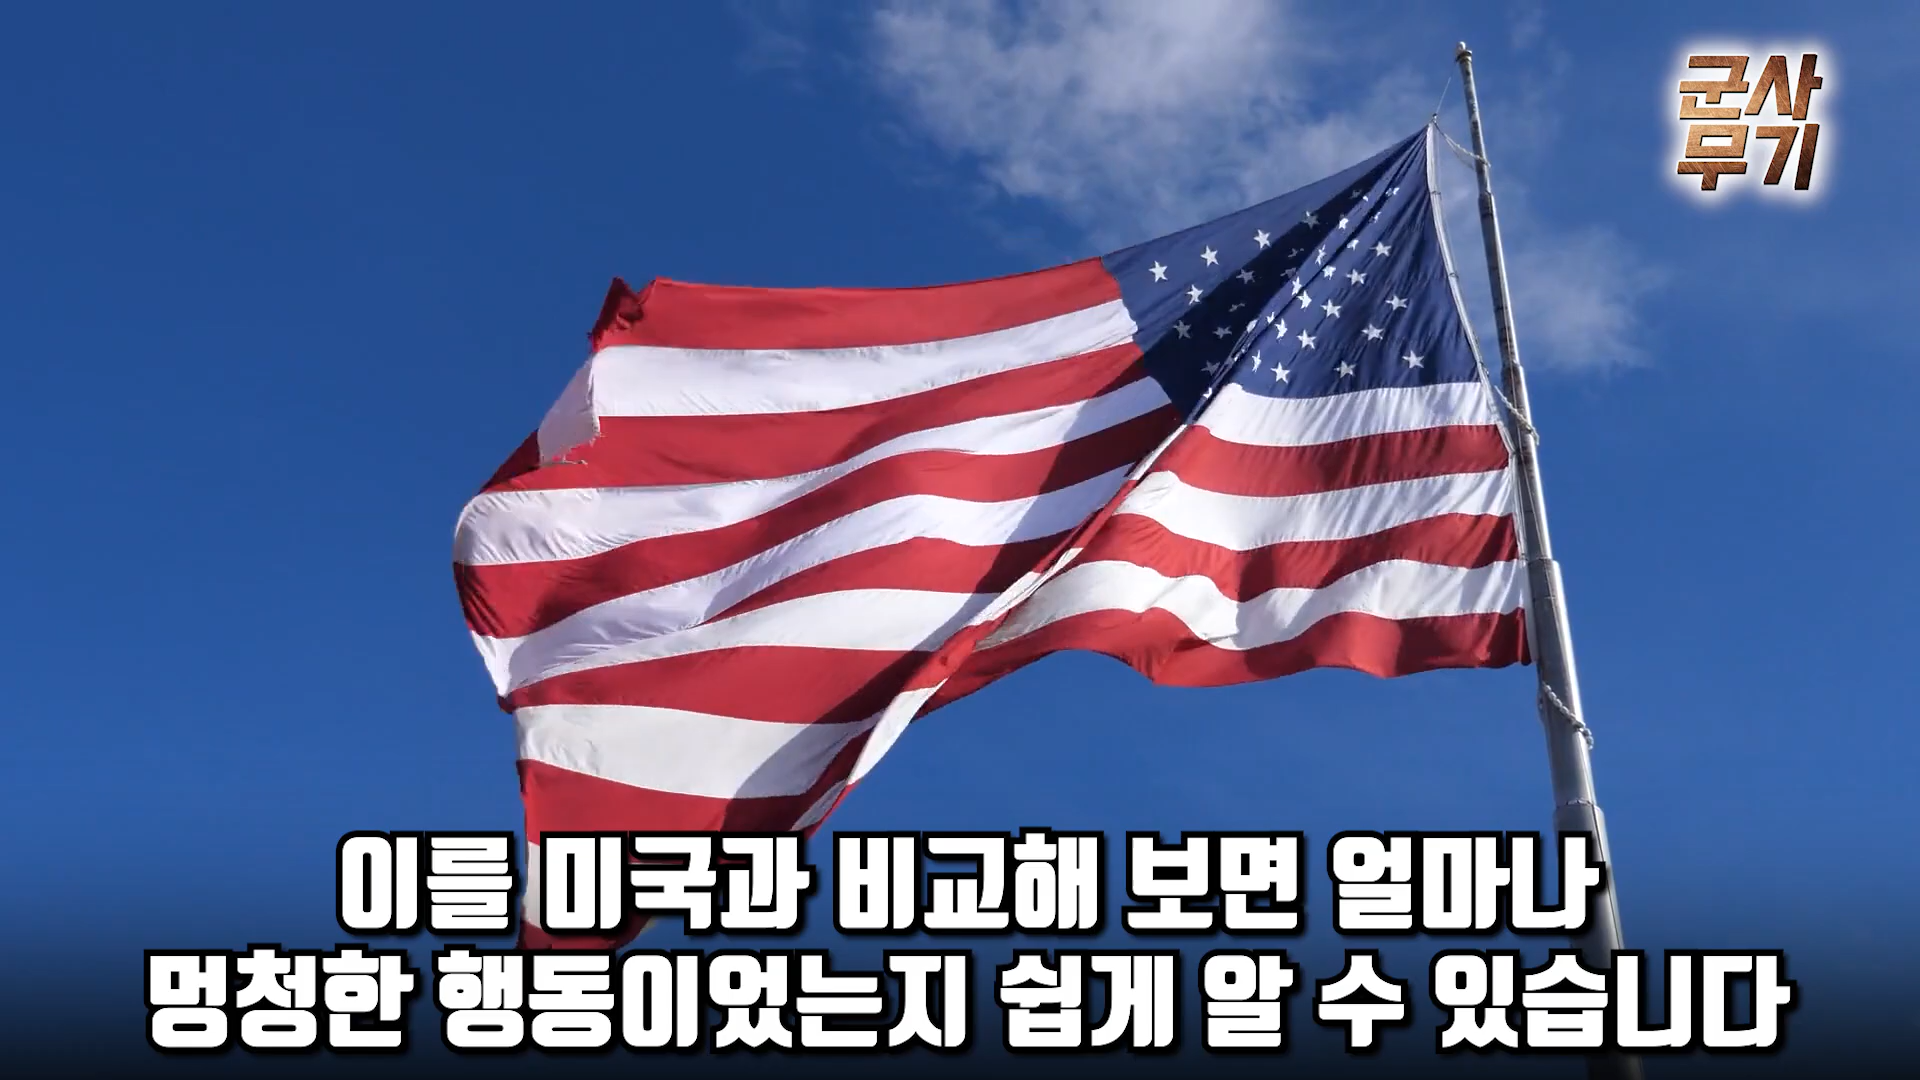 군사
무기
이를 미국과 비교해 보면 얼마나
멍청한 행동이었는지 쉽게 알 수 있습니다